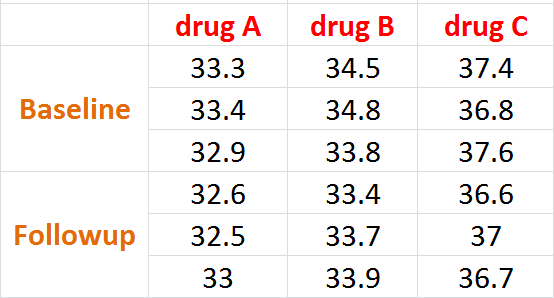 drug A drug B drug C
33.3 34.5 37.4
Baseline 33.4 34.8 36.8
32.9 33.8 37.6
32.6 33.4 36.6
Followup 32.5 33.7 37
33 33.9 36.7